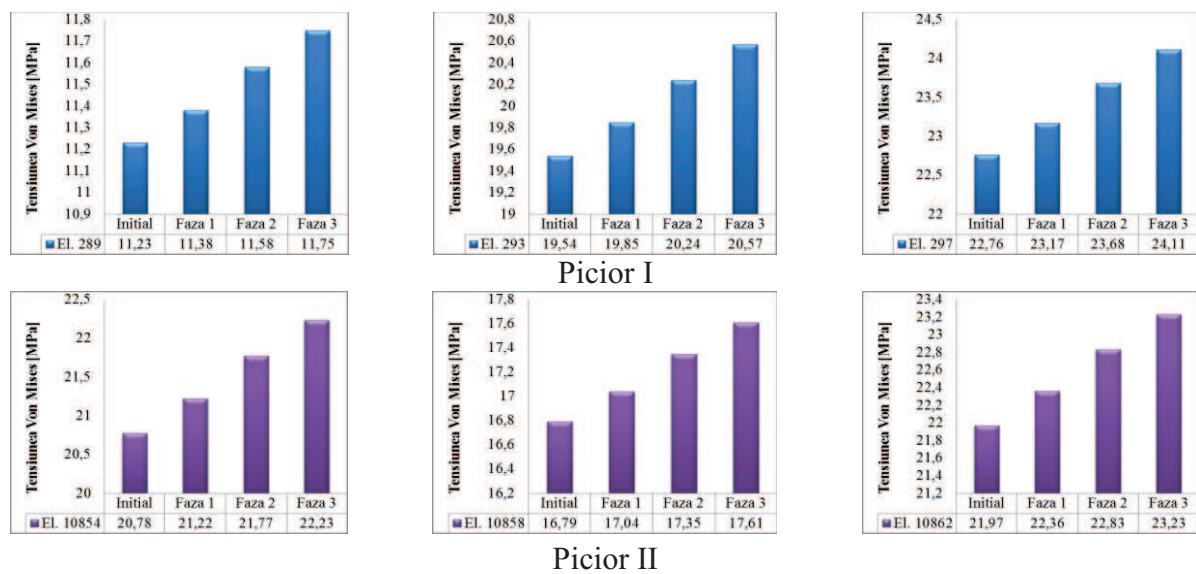 Tensiunea Von Mises [MPa]
11,8
11,7
11,6
11,5
11,4
11,3
11,2
11,1
11
10,9
Initial Faza 1 Faza 2 Faza 3
El. 289 11,23 11,38 11,58 11,75
Tensiunea Von Mises [MPa]
20,8
20,6
20,4
20,2
20
19,8
19,6
19,4
19,2
19
Initial Faza 1 Faza 2 Faza 3
El. 293 19,54 19,85 20,24 20,57
Tensiunea Von Mises [MPa]
24,5
24
23,5
23
22,5
22
Initial Faza 1 Faza 2 Faza 3
El. 297 22,76 23,17 23,68 24,11
Picior I
Tensiunea Von Mises [MPa]
22,5
22
21,5
21
20,5
20
Initial Faza 1 Faza 2 Faza 3
El. 10854 20,78 21,22 21,77 22,23
Tensiunea Von Mises [MPa]
17,8
17,6
17,4
17,2
17
16,8
16,6
16,4
16,2
Initial Faza 1 Faza 2 Faza 3
El. 10858 16,79 17,04 17,35 17,61
Tensiunea Von Mises [MPa]
23,4
23,2
23
22,8
22,6
22,4
22,2
22
21,8
21,6
21,4
21,2
Initial Faza 1 Faza 2 Faza 3
El. 10862 21,97 22,36 22,83 23,23
Picior II